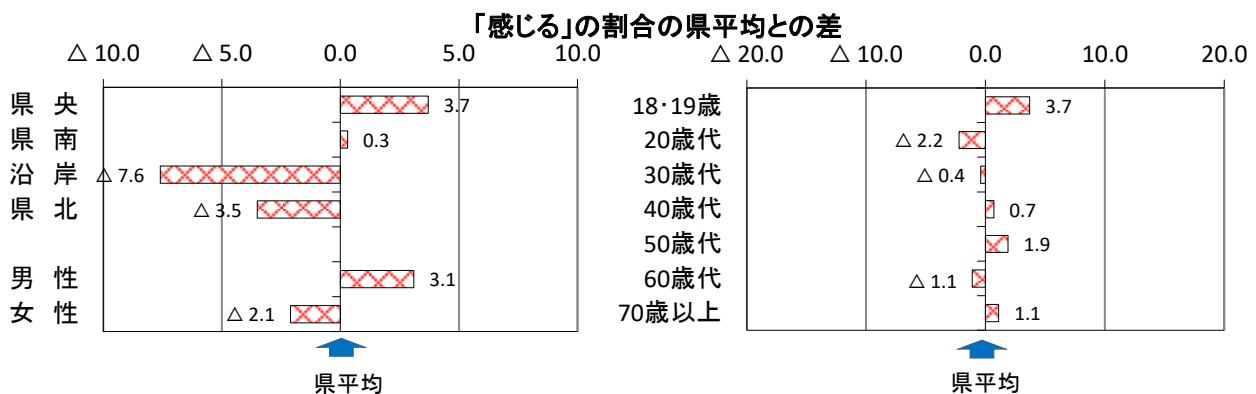 「感じる」の割合の県平均との差
△ 10.0 △ 5.0 0.0 5.0 10.0
県 央 3.7
県 南 0.3
沿 岸 △ 7.6
県 北 △ 3.5
男 性 3.1
女 性 △ 2.1
県平均
△ 20.0 △ 10.0 0.0 10.0 20.0
18・19歳 3.7
20歳代 △ 2.2
30歳代 △ 0.4
40歳代 0.7
50歳代 1.9
60歳代 △ 1.1
70歳以上 1.1
県平均